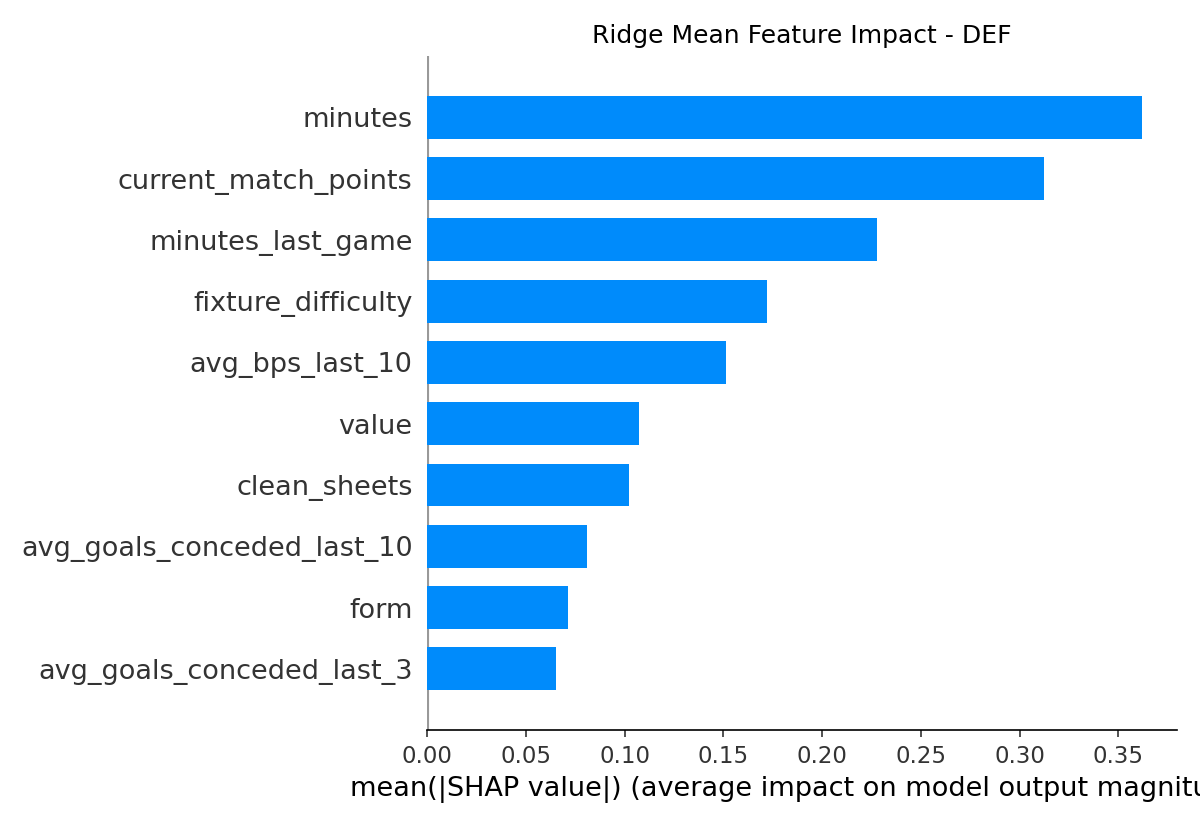 Ridge Mean Feature Impact - DEF
minutes
current_match_points
minutes_last_game
fixture_difficulty
avg_bps_last_10
value
clean_sheets
avg_goals_conceded_last_10
form
avg_goals_conceded_last_3
0.00 0.05 0.10 0.15 0.20 0.25 0.30 0.35
mean(|SHAP value|) (average impact on model output magnitu